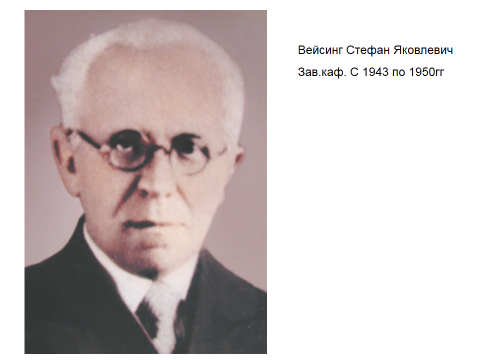 Вейсинг Стефан Яковлевич
Зав.каф. С 1943 по 1950гг